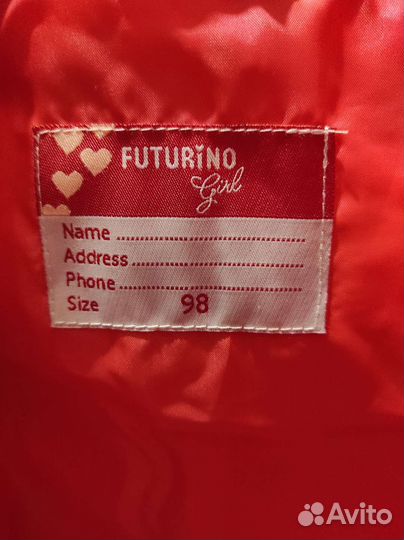 FUTURINO
Girl
Name
Address
Phone
Size 98
Avito